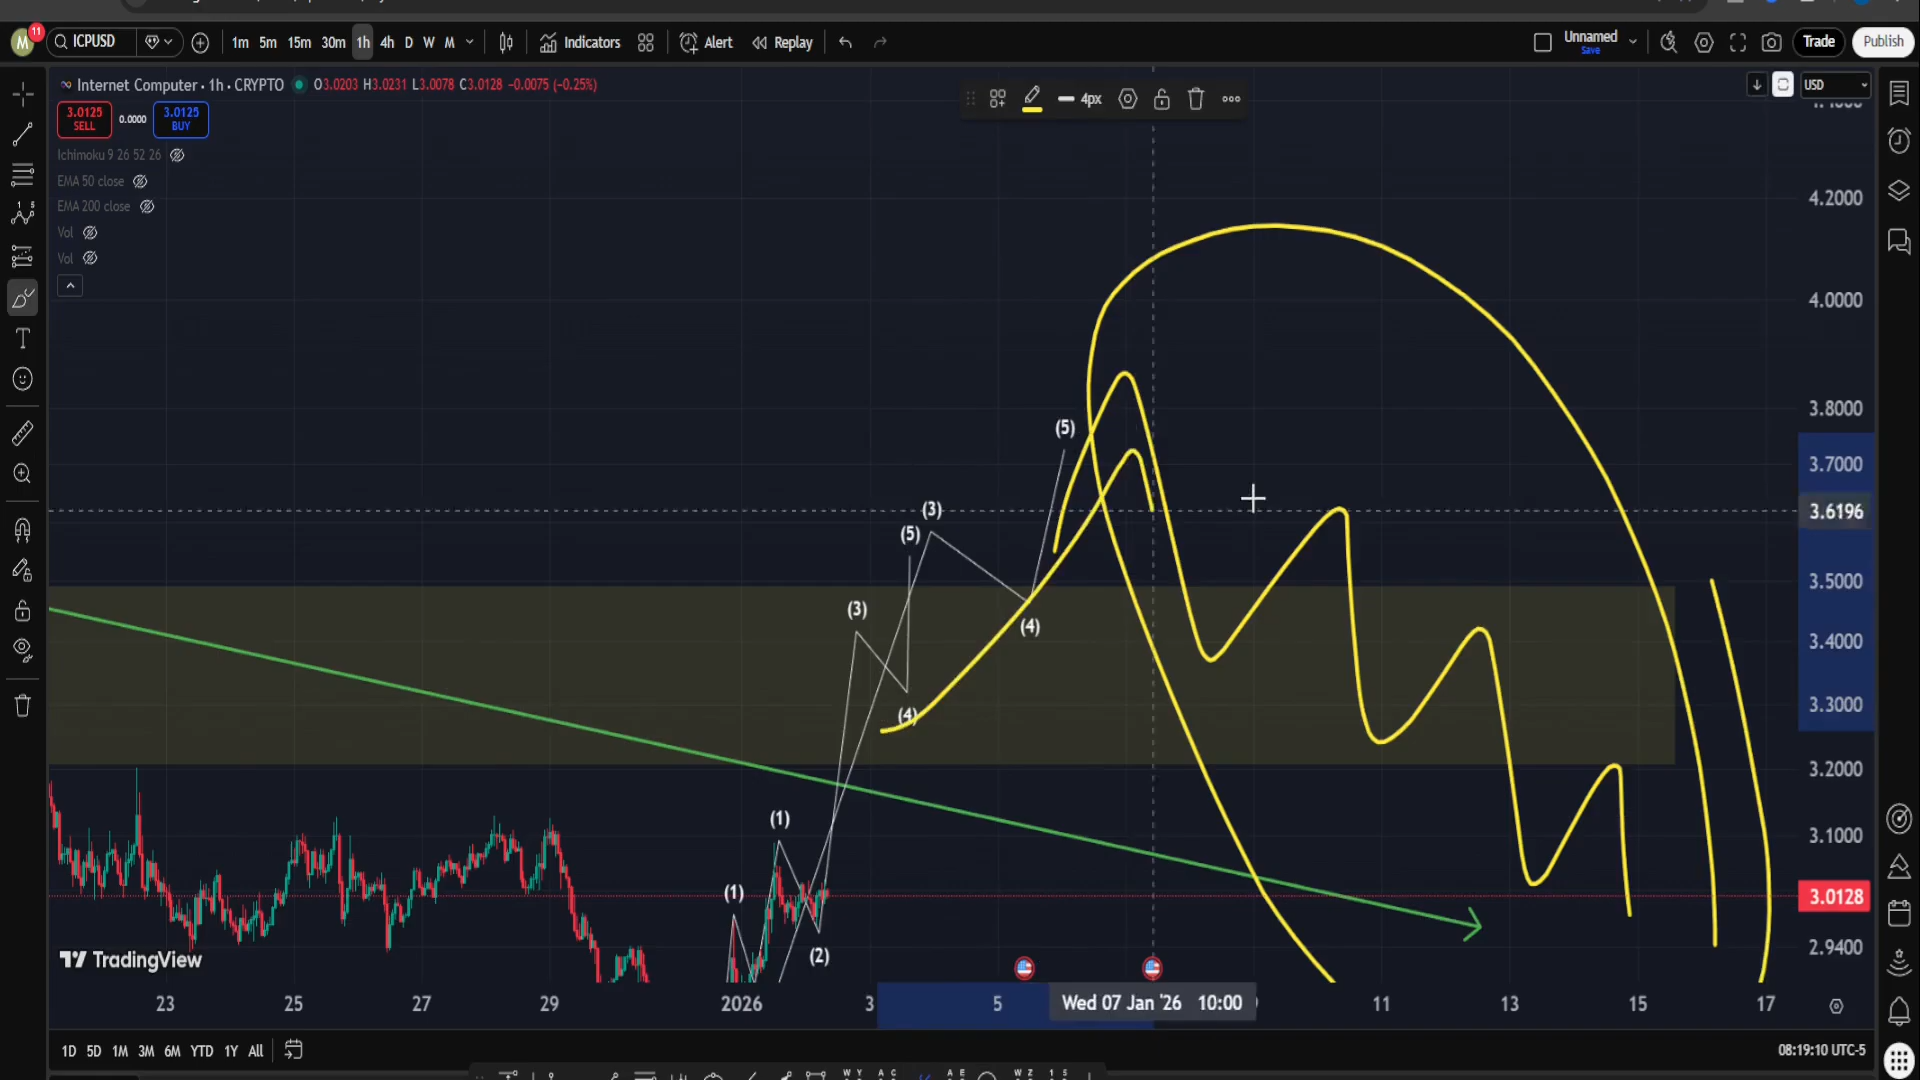 M 11 ICPUSD 1m 5m 15m 30m 1h 4h D W M Indicators Alert Replay Unnamed Save Trade Publish
Internet Computer · 1h · CRYPTO O3.0203 H3.0231 L3.0078 C3.0128 -0.0075 (-0.25%)
USD
3.0125 SELL 0.0000 3.0125 BUY
4px
Ichimoku 9 26 52 26
EMA 50 close
EMA 200 close
Vol
Vol
4.2000
4.0000
3.8000
3.7000
3.6196
3.5000
3.4000
3.3000
3.2000
3.1000
3.0128
2.9400
(5)
(3)
(5)
(3)
(4)
(4)
(1)
(1)
(2)
TradingView
23 25 27 29 2026 3 5 Wed 07 Jan '26 10:00 11 13 15 17
1D 5D 1M 3M 6M YTD 1Y All
08:19:10 UTC-5